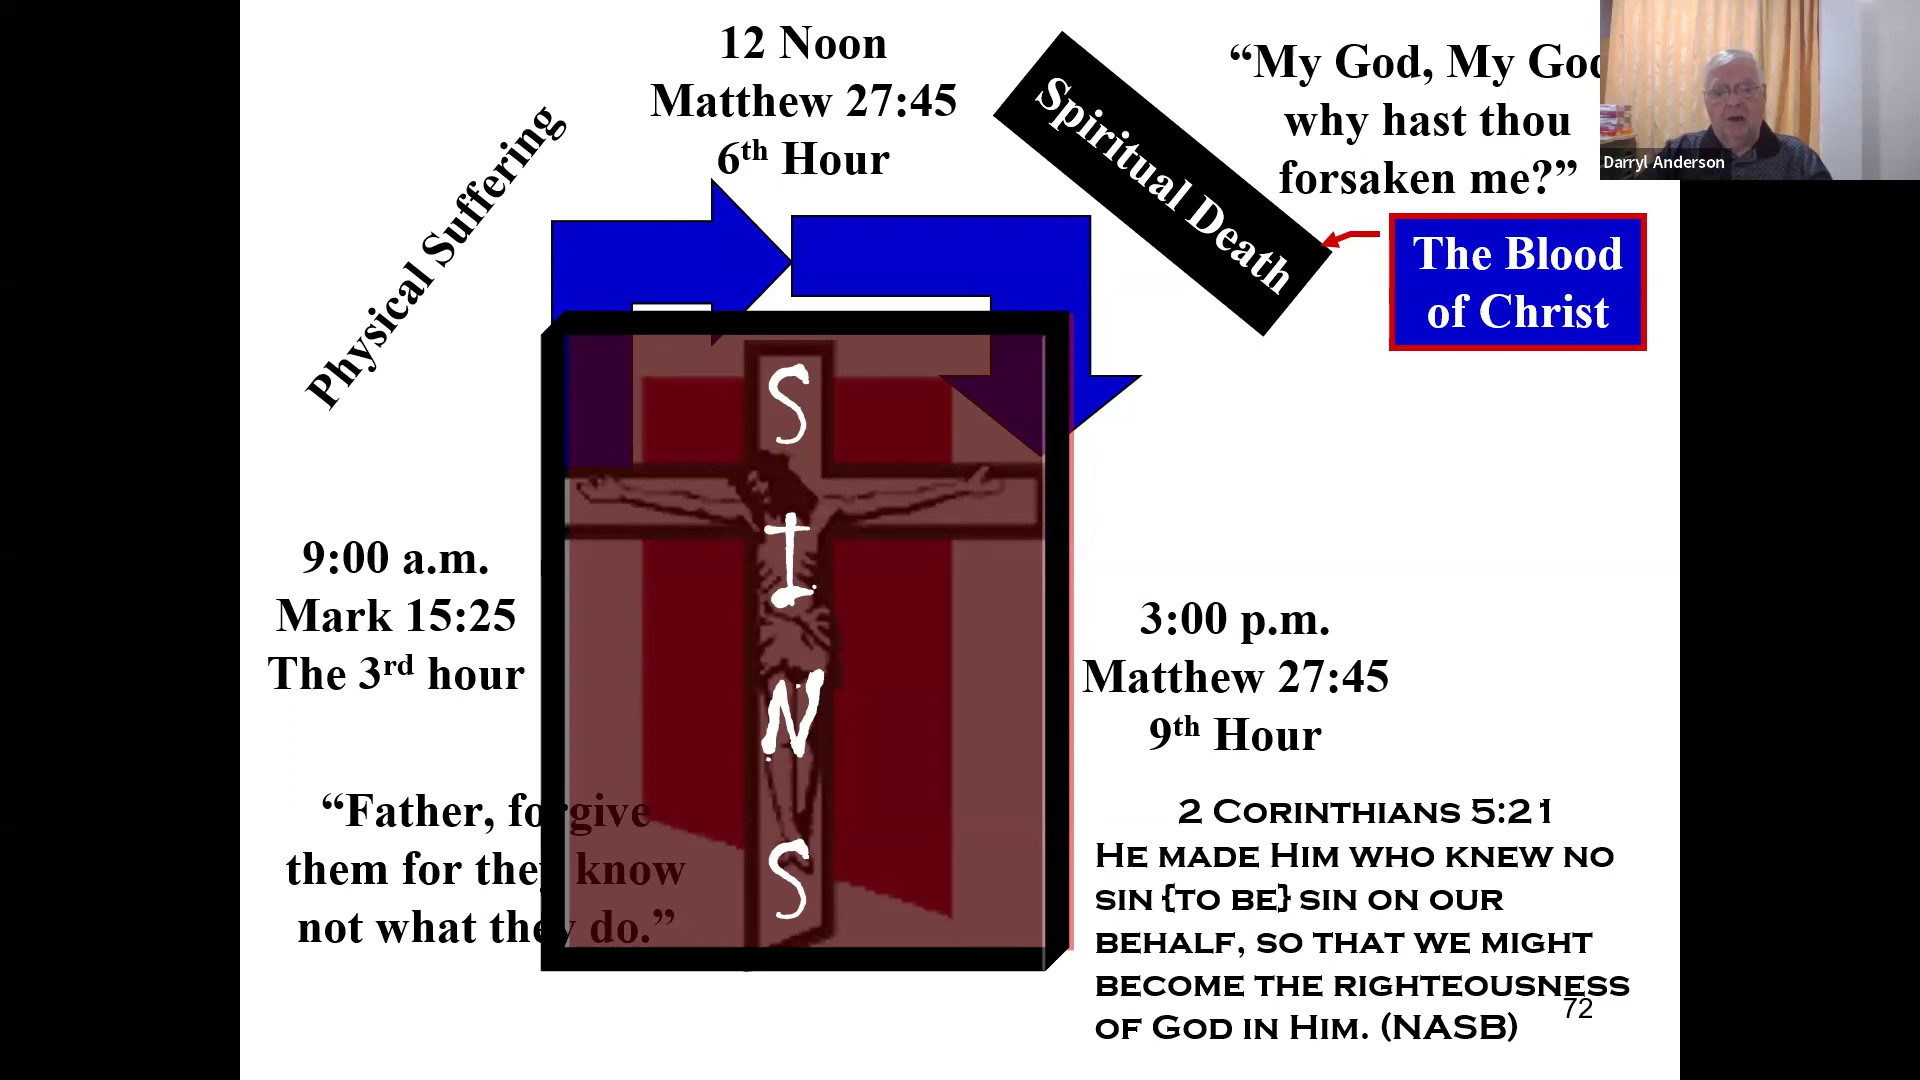 12 Noon
Matthew 27:45
6th Hour
Physical Suffering
Spiritual Death
“My God, My God
why hast thou
forsaken me?”
Darryl Anderson
The Blood
of Christ
S
I
N
S
9:00 a.m.
Mark 15:25
The 3rd hour
3:00 p.m.
Matthew 27:45
9th Hour
“Father, forgive
them for they know
not what they do.”
2 Corinthians 5:21
He made Him who knew no
sin {to be} sin on our
behalf, so that we might
become the righteousness
of God in Him. (NASB)
72